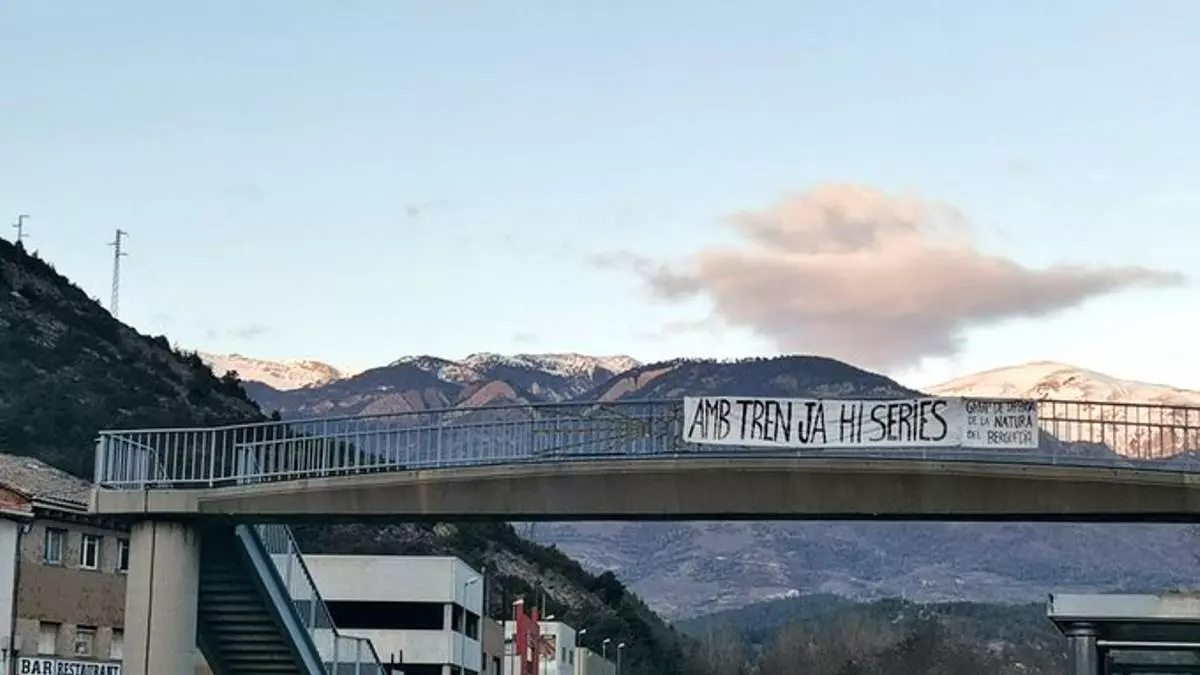 AMB TREN JA HI SERIES
GRUP DE DEFENSA
DE LA NATURA
DEL BERGUEDÀ
BAR RESTAURANT